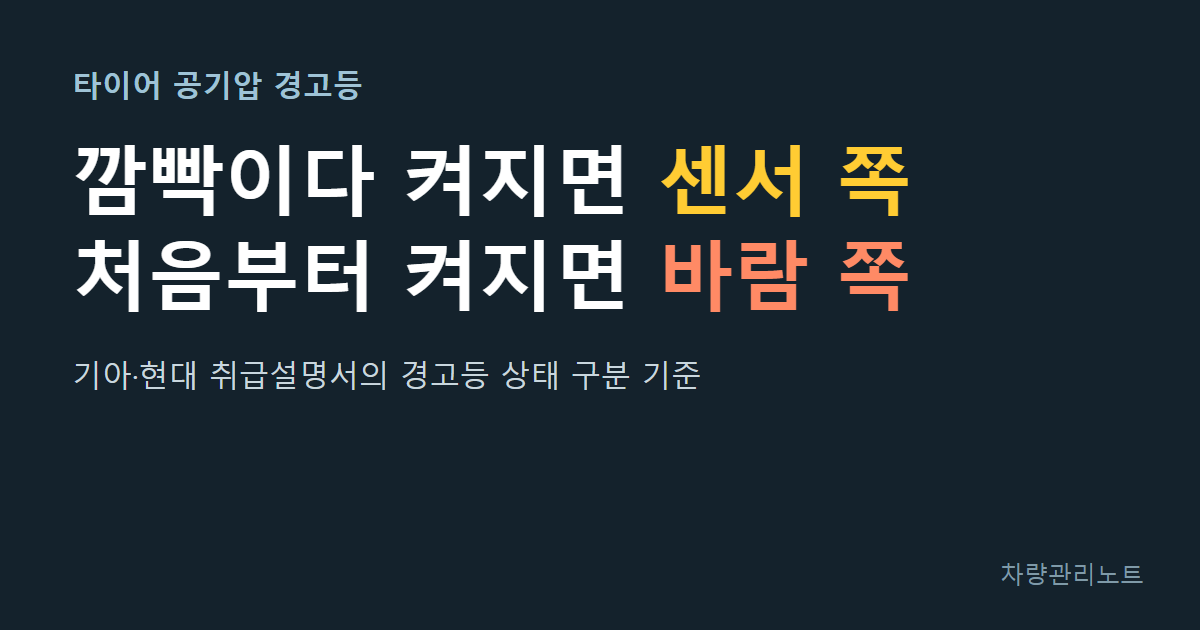 타이어 공기압 경고등
깜빡이다 켜지면 센서 쪽
처음부터 켜지면 바람 쪽
기아·현대 취급설명서의 경고등 상태 구분 기준
차량관리노트